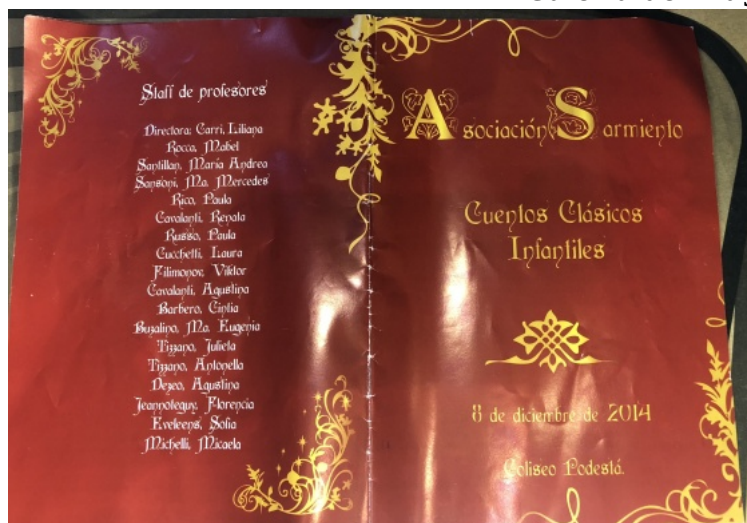 Staff de profesores
Directora: Carri, Liliana
Rocca, Mabel
Santillan, María Andrea
Sansoni, Ma. Mercedes
Rico, Paula
Cavalanti, Renata
Russo, Paula
Cucchetti, Laura
Filimonov, Viktor
Cavalanti, Agustina
Barbero, Cintia
Buzalino, Ma. Eugenia
Tizzano, Julieta
Tizzano, Antonella
Dezeo, Agustina
Jeannoteguy, Florencia
Eveleens, Sofia
Michelli, Micaela
Asociación Sarmiento
Cuentos Clásicos
Infantiles
8 de diciembre de 2014
Coliseo Podestá.